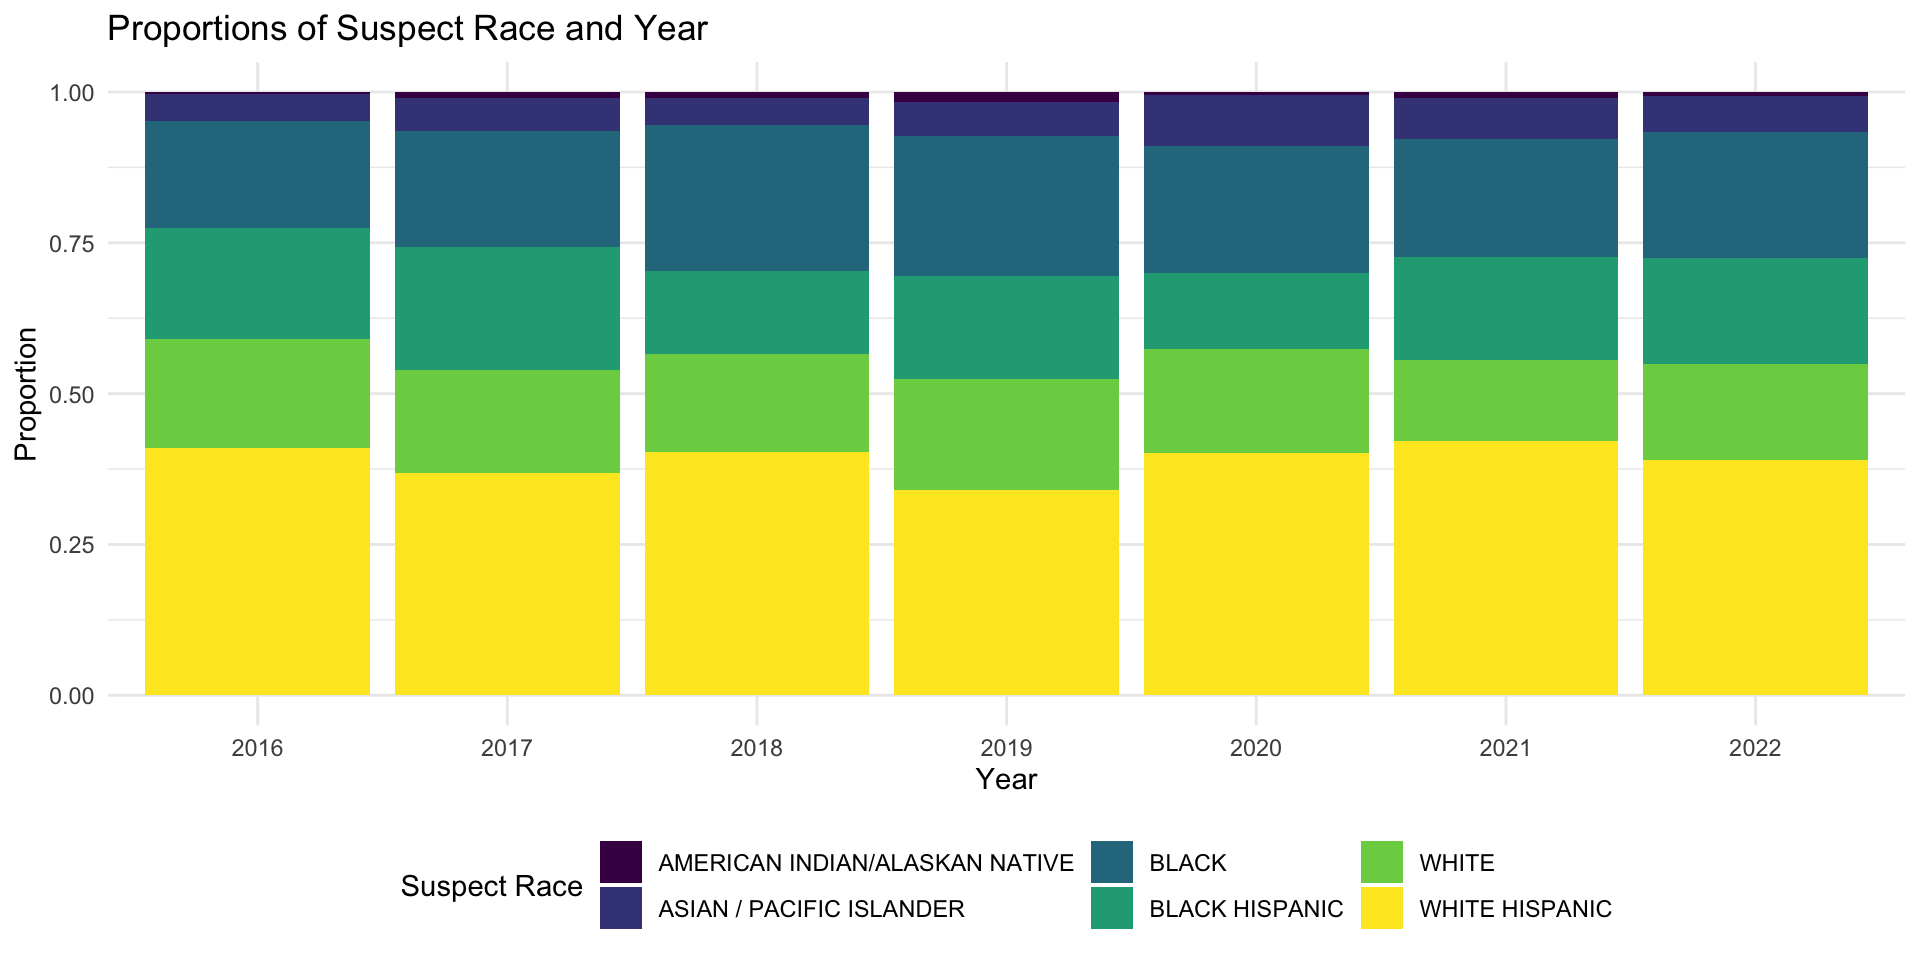 Proportions of Suspect Race and Year
1.00
0.75
0.50
0.25
0.00
Proportion
2016 2017 2018 2019 2020 2021 2022
Year
Suspect Race
AMERICAN INDIAN/ALASKAN NATIVE
ASIAN / PACIFIC ISLANDER
BLACK
BLACK HISPANIC
WHITE
WHITE HISPANIC